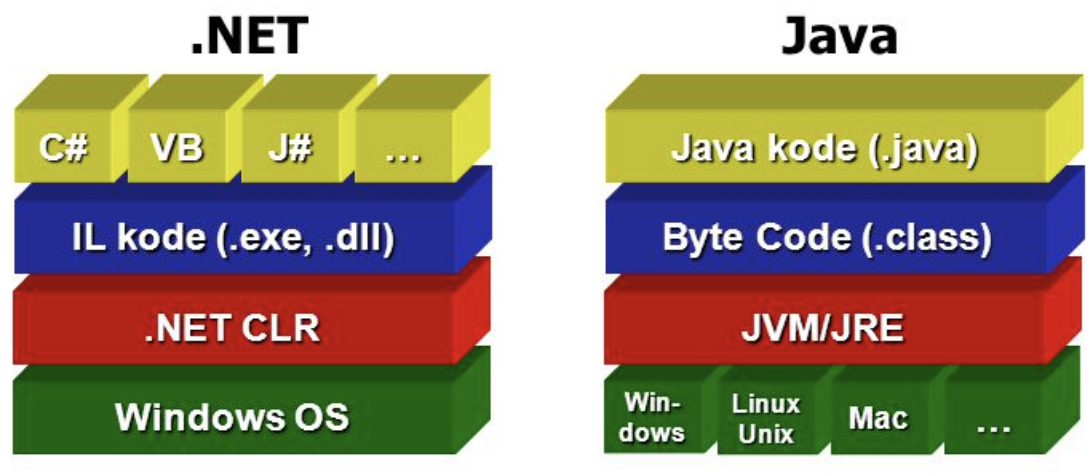 .NET
C#
VB
J#
...
IL kode (.exe, .dll)
.NET CLR
Windows OS
Java
Java kode (.java)
Byte Code (.class)
JVM/JRE
Win-
dows
Linux
Unix
Mac
...